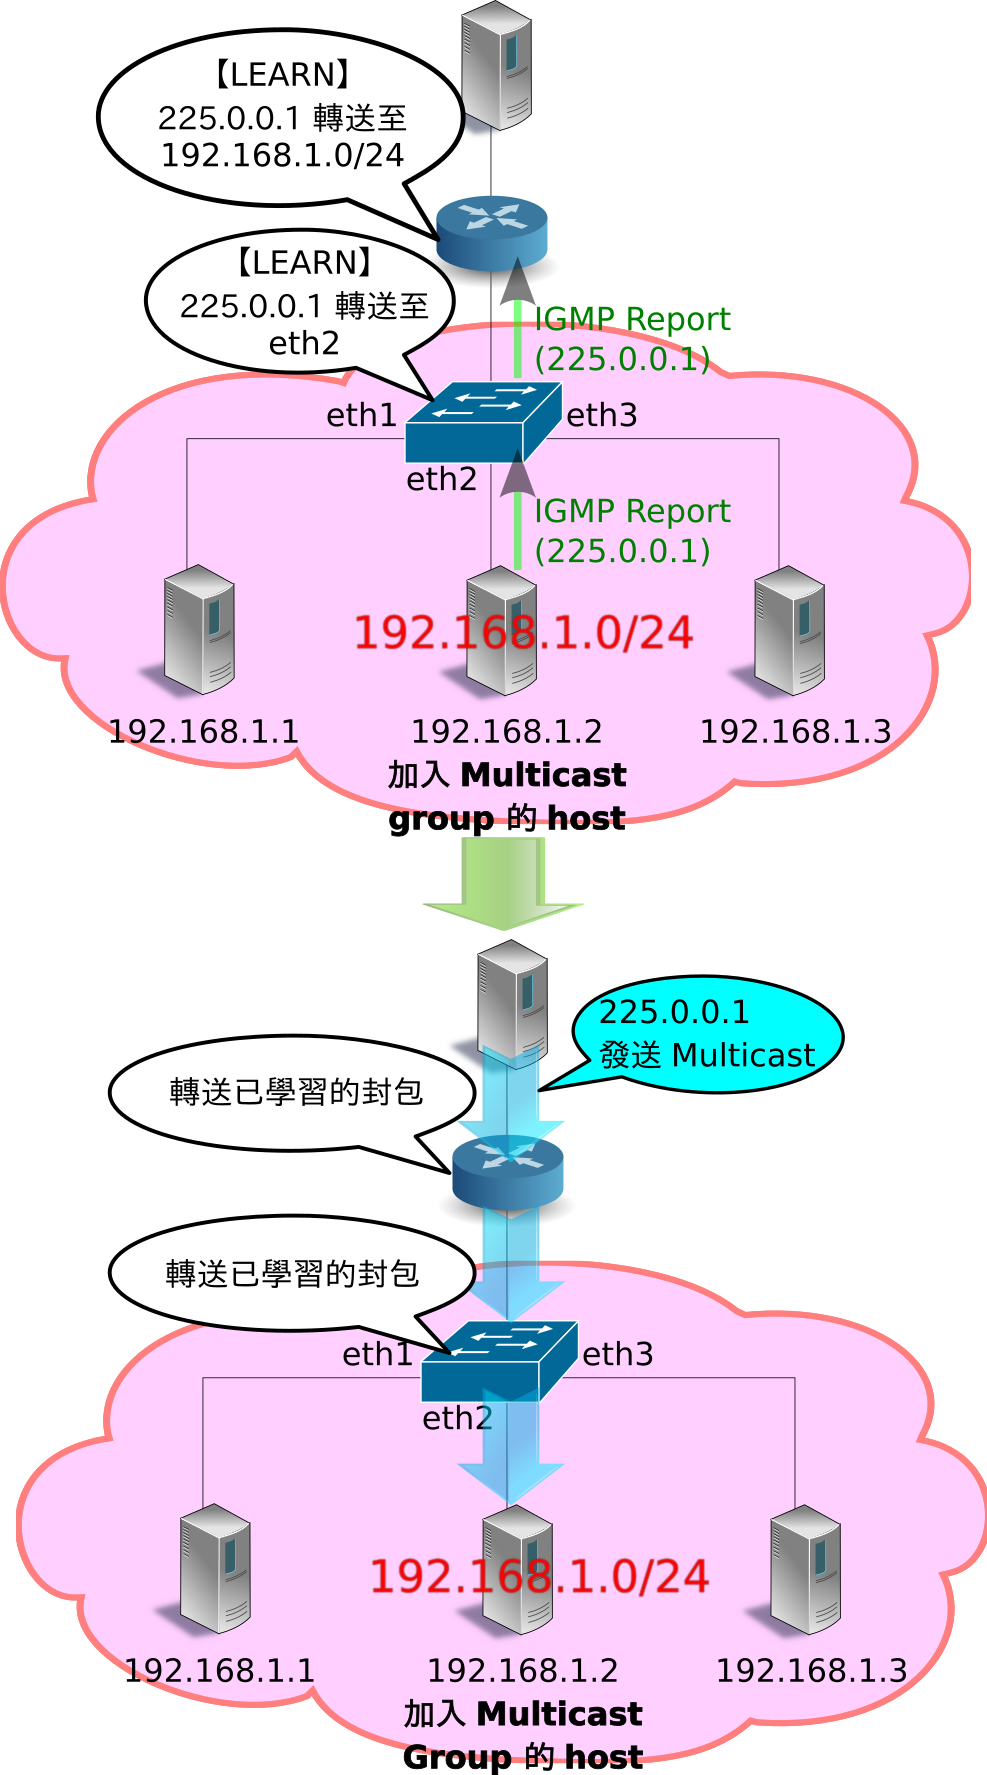 【LEARN】
225.0.0.1 轉送至
192.168.1.0/24
【LEARN】
225.0.0.1 轉送至
eth2
IGMP Report
(225.0.0.1)
eth1
eth3
eth2
IGMP Report
(225.0.0.1)
192.168.1.0/24
192.168.1.1
192.168.1.2
192.168.1.3
加入 Multicast
group 的 host
225.0.0.1
發送 Multicast
轉送已學習的封包
轉送已學習的封包
eth1
eth3
eth2
192.168.1.0/24
192.168.1.1
192.168.1.2
192.168.1.3
加入 Multicast
Group 的 host